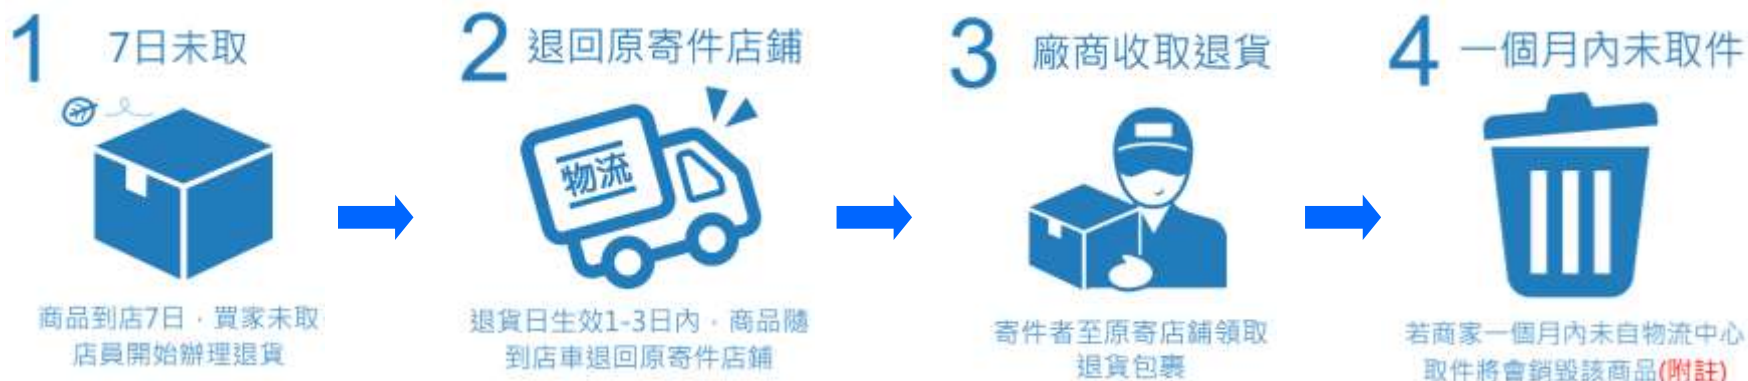 1 7日未取
物流
商品到店7日，買家未取
店員開始辦理退貨
2 退回原寄件店鋪
退貨日生效1-3日內，商品隨
到店車退回原寄件店鋪
3 廠商收取退貨
寄件者至原寄店鋪領取
退貨包裹
4 一個月內未取件
若商家一個月內未自物流中心
取件將會銷毀該商品(附註)